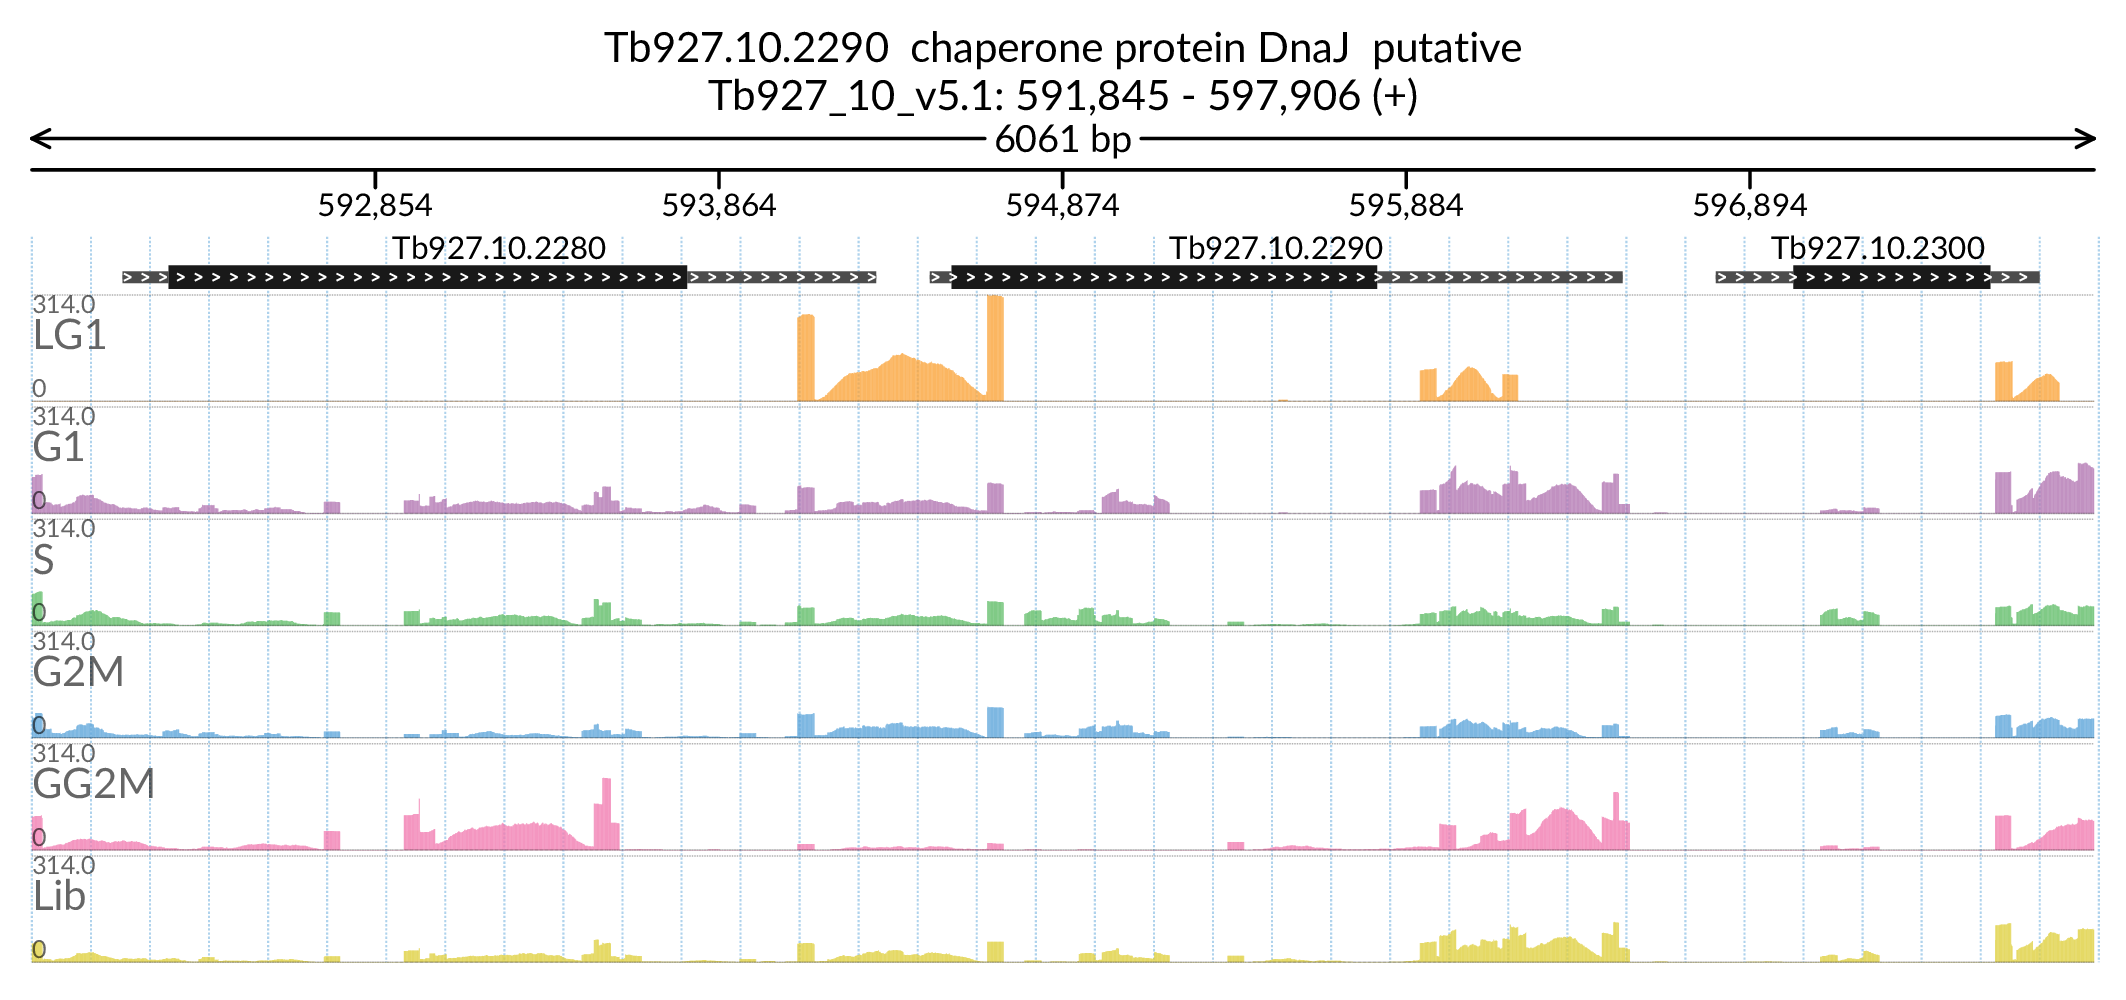 Tb927.10.2290  chaperone protein DnaJ  putative
Tb927_10_v5.1: 591,845 - 597,906 (+)
6061 bp
592,854 593,864 594,874 595,884 596,894
Tb927.10.2280 Tb927.10.2290 Tb927.10.2300
314.0
LG1
0
314.0
G1
0
314.0
S
0
314.0
G2M
0
314.0
GG2M
0
314.0
Lib
0